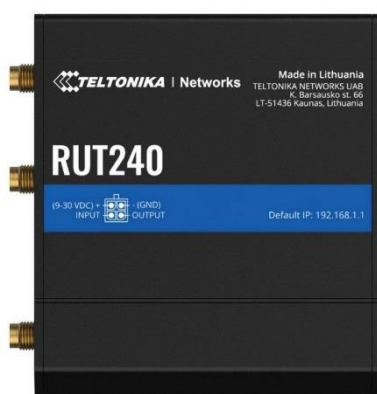 TELTONIKA | Networks
Made in Lithuania
TELTONIKA NETWORKS UAB
K. Barsausko st. 66
LT-51436 Kaunas, Lithuania
RUT240
(9-30 VDC) + - (GND)
INPUT OUTPUT
Default IP: 192.168.1.1